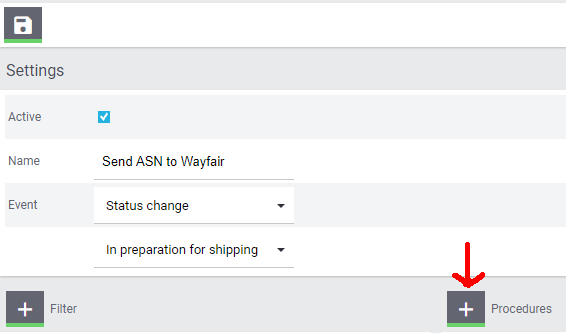 Settings
Active
Name Send ASN to Wayfair
Event Status change
In preparation for shipping
Filter Procedures